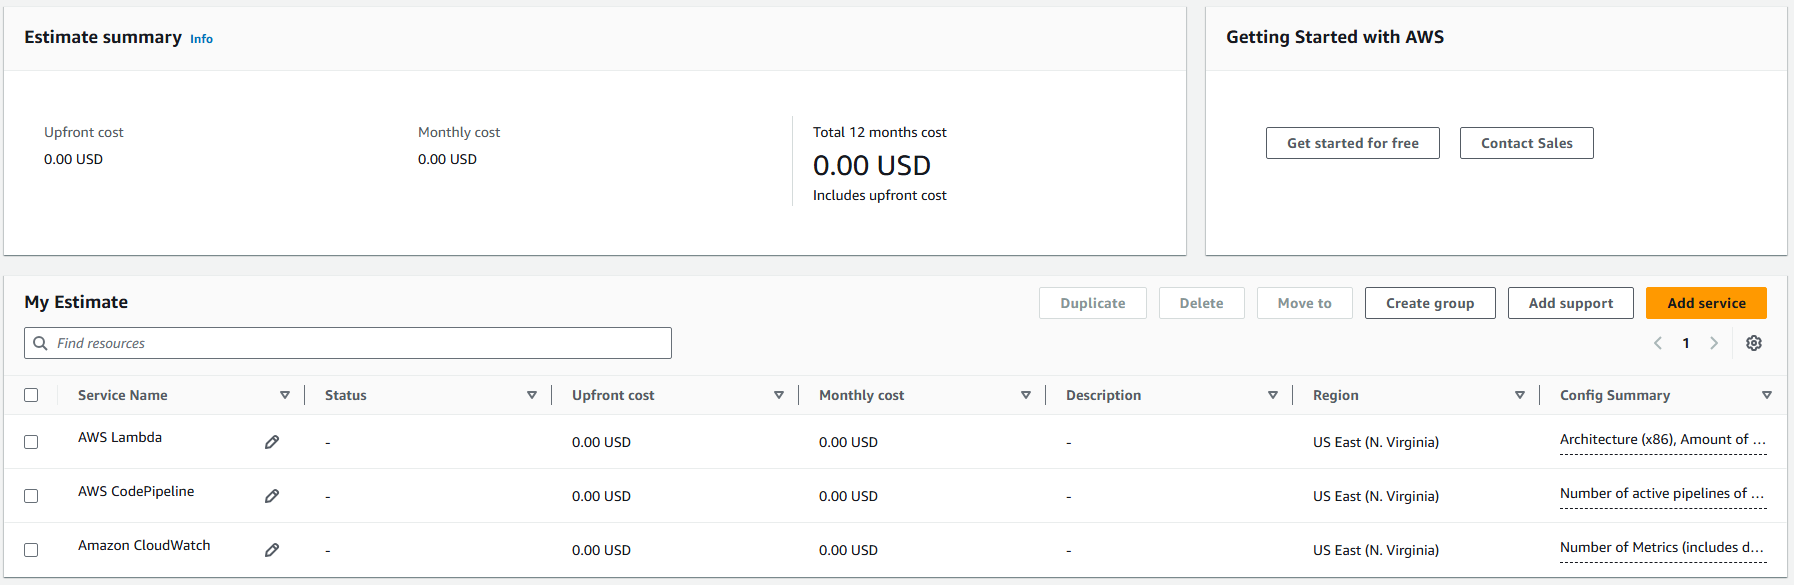 Estimate summary Info
Getting Started with AWS
Upfront cost
0.00 USD
Monthly cost
0.00 USD
Total 12 months cost
0.00 USD
Includes upfront cost
Get started for free
Contact Sales
My Estimate
Duplicate
Delete
Move to
Create group
Add support
Add service
Find resources
1
Service Name Status Upfront cost Monthly cost Description Region Config Summary
AWS Lambda - 0.00 USD 0.00 USD - US East (N. Virginia) Architecture (x86), Amount of ...
AWS CodePipeline - 0.00 USD 0.00 USD - US East (N. Virginia) Number of active pipelines of ...
Amazon CloudWatch - 0.00 USD 0.00 USD - US East (N. Virginia) Number of Metrics (includes d...